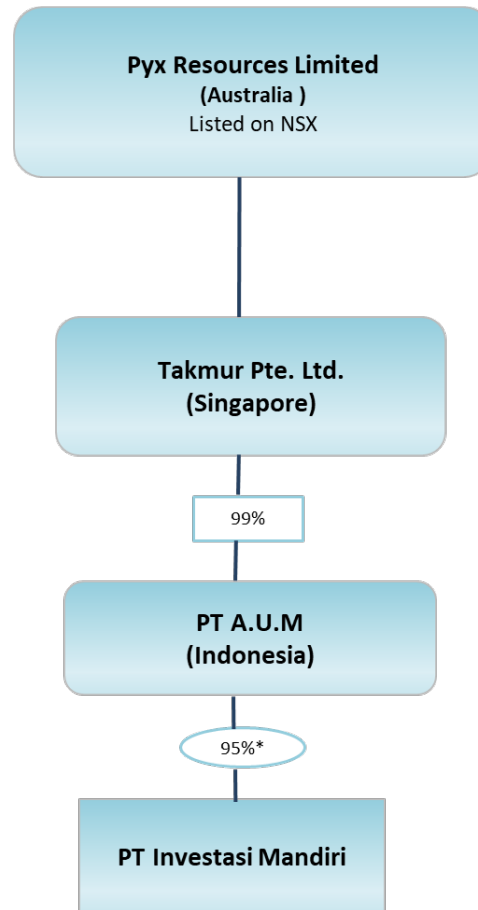 Pyx Resources Limited
(Australia )
Listed on NSX
Takmur Pte. Ltd.
(Singapore)
99%
PT A.U.M
(Indonesia)
95%*
PT Investasi Mandiri